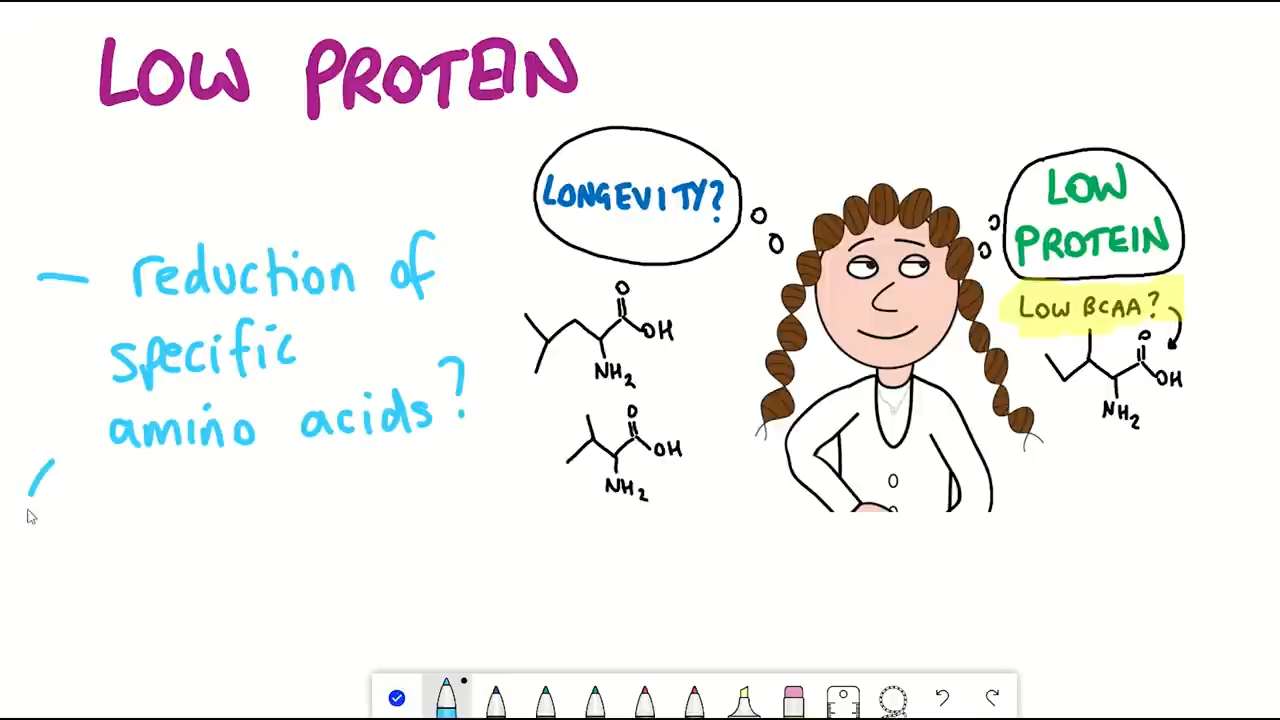 LOW PROTEIN
– reduction of
specific
amino acids?
LONGEVITY?
LOW
PROTEIN
LOW BCAA?
O
OH
NH2
O
OH
NH2
O
OH
NH2